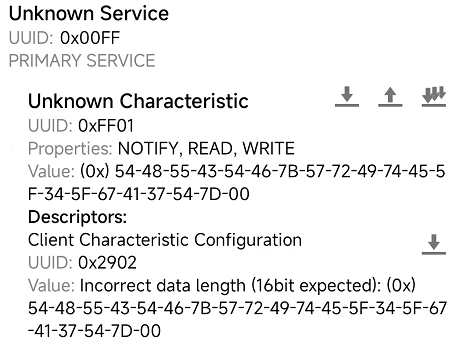 Unknown Service
UUID: 0x00FF
PRIMARY SERVICE
Unknown Characteristic
UUID: 0xFF01
Properties: NOTIFY, READ, WRITE
Value: (0x) 54-48-55-43-54-46-7B-57-72-49-74-45-5
F-34-5F-67-41-37-54-7D-00
Descriptors:
Client Characteristic Configuration
UUID: 0x2902
Value: Incorrect data length (16bit expected): (0x)
54-48-55-43-54-46-7B-57-72-49-74-45-5F-34-5F-67
-41-37-54-7D-00